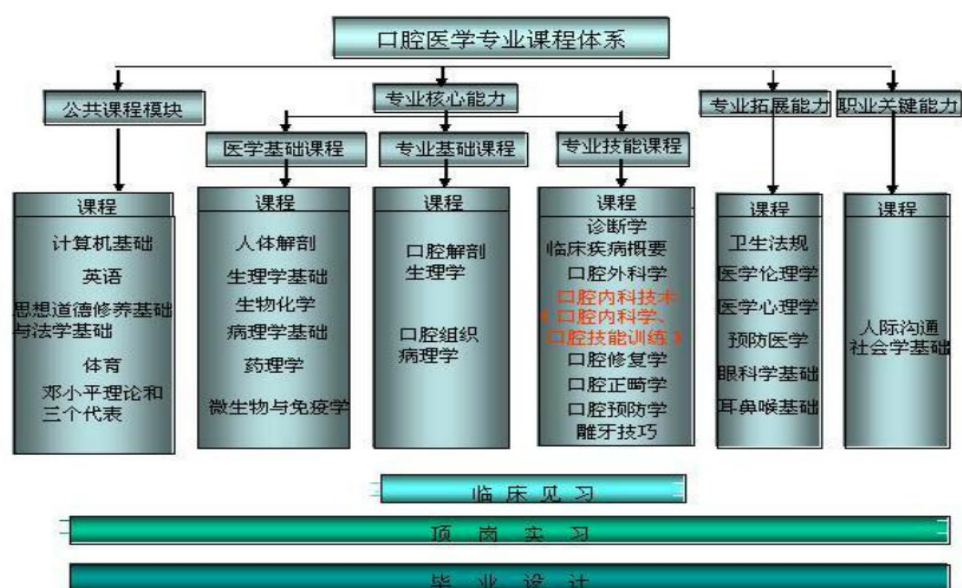 口腔医学专业课程体系
公共课程模块
专业核心能力
专业拓展能力
职业关键能力
医学基础课程
专业基础课程
专业技能课程
课程
计算机基础
英语
思想道德修养基础
与法学基础
体育
邓小平理论和
三个代表
课程
人体解剖
生理学基础
生物化学
病理学基础
药理学
微生物与免疫学
课程
口腔解剖
生理学
口腔组织
病理学
课程
诊断学
临床疾病概要
口腔外科学
口腔内科技术
(口腔内科学、
口腔技能训练)
口腔修复学
口腔正畸学
口腔预防学
雕牙技巧
课程
卫生法规
医学伦理学
医学心理学
预防医学
眼科学基础
耳鼻喉基础
课程
人际沟通
社会学基础
临床见习
顶岗实习
毕业设计